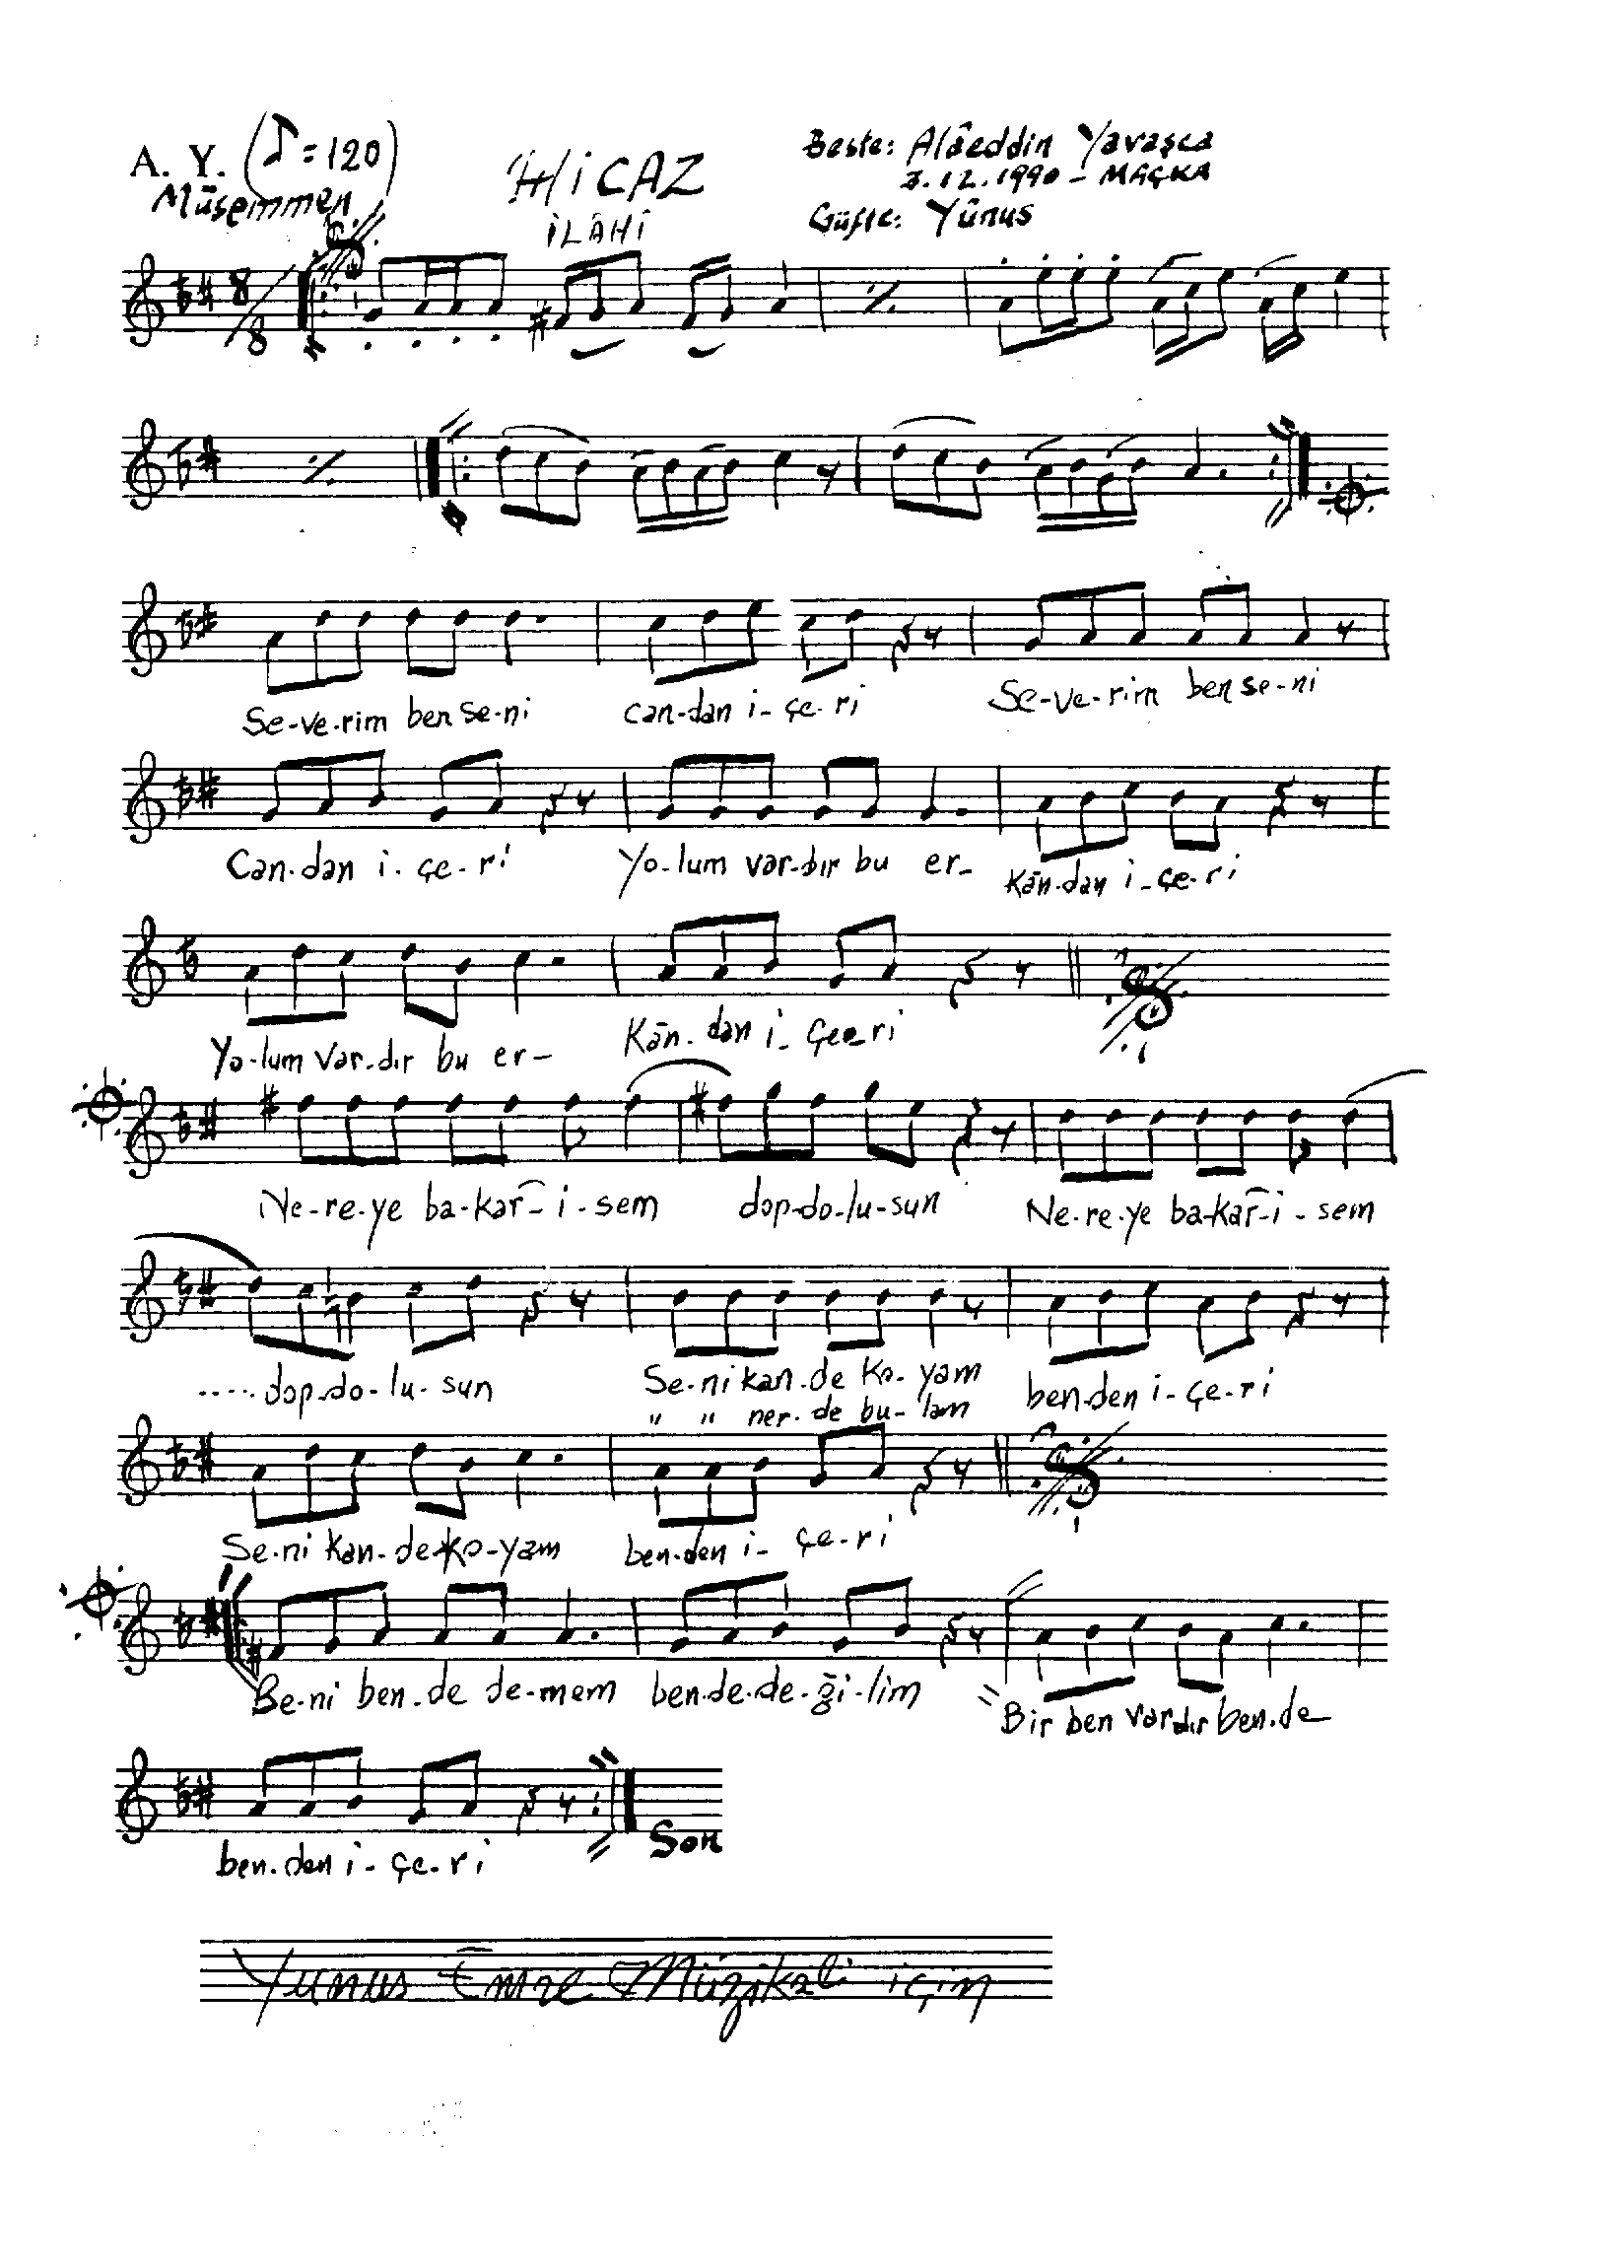 A. Y. (♪=120)
Müsemmen
HİCAZ
İLÂHÎ
Beste: Alâeddin Yavaşca
3.12.1990 - MAÇKA
Güfte: Yûnus
8/8
Se-ve-rim ben se-ni can-dan i-çe-ri Se-ve-rim ben se-ni
Can-dan i-çe-ri Yo-lum var-dır bu er- kân-dan i-çe-ri
Yo-lum var-dır bu er- Kân-dan i-çe-ri
Ne-re-ye ba-kar-i-sem dop-do-lu-sun Ne-re-ye ba-kar-i-sem
.....dop-do-lu-sun Se-ni kan-de ko-yam ben-den i-çe-ri
" " ner-de bu-lam
Se-ni kan-de-ko-yam ben-den i-çe-ri
Be-ni ben-de de-mem ben-de-de-ği-lim Bir ben vardır ben-de
ben-den i-çe-ri Son
Yunus Emre Müzikali için